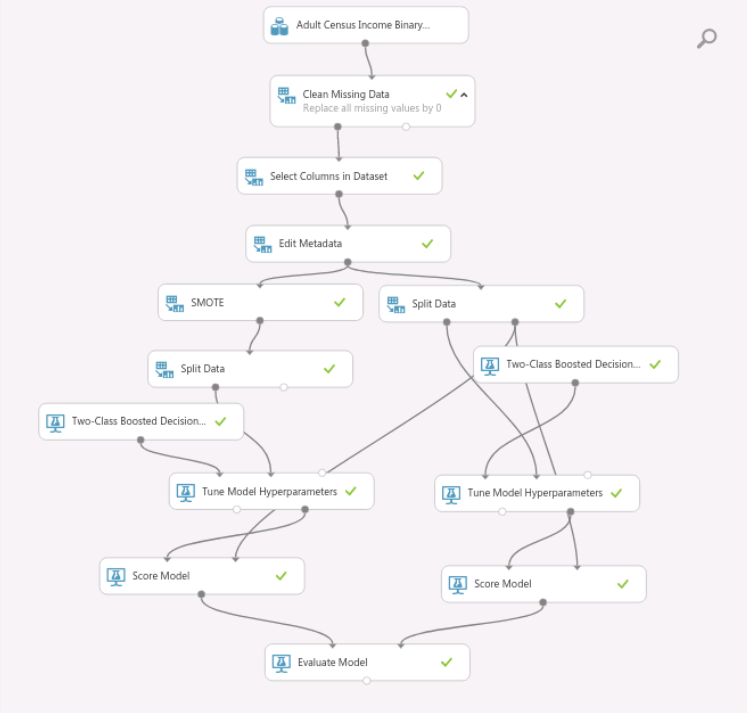 Adult Census Income Binary...
Clean Missing Data
Replace all missing values by 0
Select Columns in Dataset
Edit Metadata
SMOTE
Split Data
Split Data
Two-Class Boosted Decision...
Two-Class Boosted Decision...
Tune Model Hyperparameters
Tune Model Hyperparameters
Score Model
Score Model
Evaluate Model